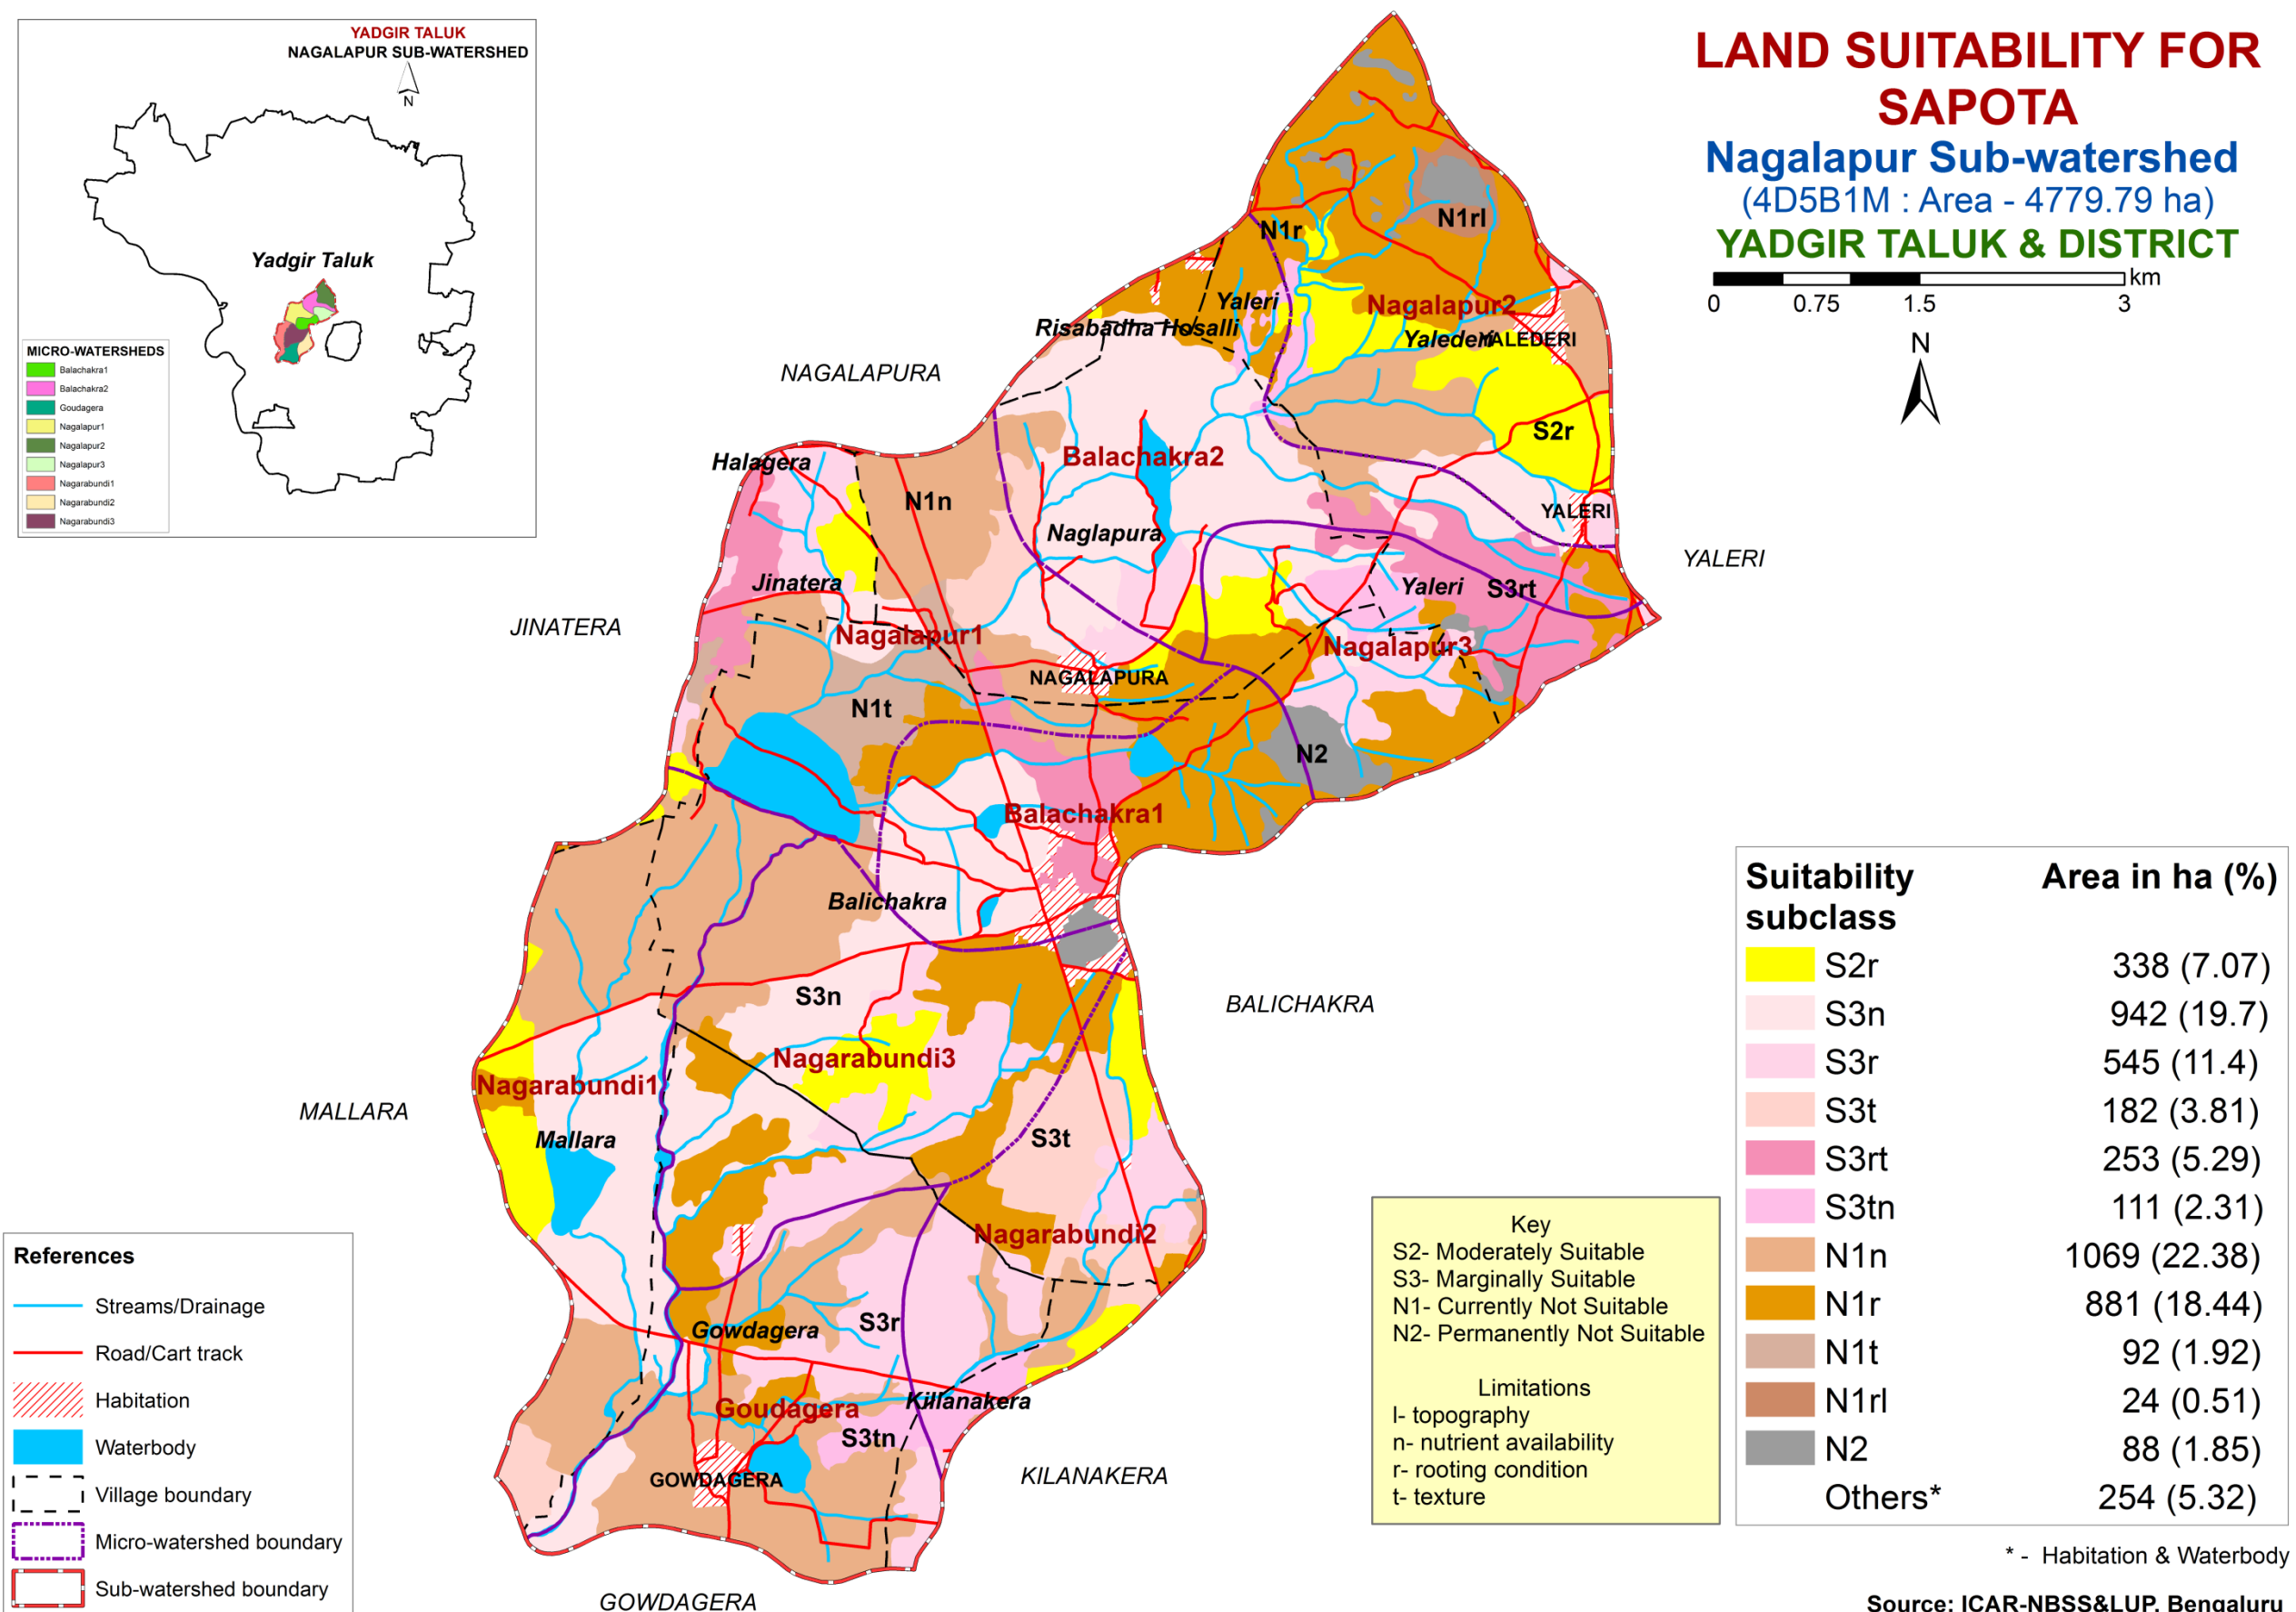 YADGIR TALUK
NAGALAPUR SUB-WATERSHED
N
Yadgir Taluk
MICRO-WATERSHEDS
Balachakra1
Balachakra2
Goudagera
Nagalapur1
Nagalapur2
Nagalapur3
Nagarabundi1
Nagarabundi2
Nagarabundi3
LAND SUITABILITY FOR
SAPOTA
Nagalapur Sub-watershed
(4D5B1M : Area - 4779.79 ha)
YADGIR TALUK & DISTRICT
km
0 0.75 1.5 3
N
N1rl
N1r
Yaleri
Nagalapur2
Risabadha Hosalli
Yalederi
YALEDERI
NAGALAPURA
S2r
Balachakra2
Halagera
N1n
YALERI
Naglapura
YALERI
Jinatera
Yaleri
S3rt
JINATERA
Nagalapur1
Nagalapur3
NAGALAPURA
N1t
N2
Balachakra1
Balichakra
S3n
BALICHAKRA
Nagarabundi3
Nagarabundi1
MALLARA
Mallara
S3t
Nagarabundi2
S3r
Gowdagera
Killanakera
Goudagera
S3tn
GOWDAGERA
KILANAKERA
GOWDAGERA
References
Streams/Drainage
Road/Cart track
Habitation
Waterbody
Village boundary
Micro-watershed boundary
Sub-watershed boundary
Key
S2- Moderately Suitable
S3- Marginally Suitable
N1- Currently Not Suitable
N2- Permanently Not Suitable
Limitations
l- topography
n- nutrient availability
r- rooting condition
t- texture
Suitability subclass Area in ha (%)
S2r 338 (7.07)
S3n 942 (19.7)
S3r 545 (11.4)
S3t 182 (3.81)
S3rt 253 (5.29)
S3tn 111 (2.31)
N1n 1069 (22.38)
N1r 881 (18.44)
N1t 92 (1.92)
N1rl 24 (0.51)
N2 88 (1.85)
Others* 254 (5.32)
* - Habitation & Waterbody
Source: ICAR-NBSS&LUP, Bengaluru